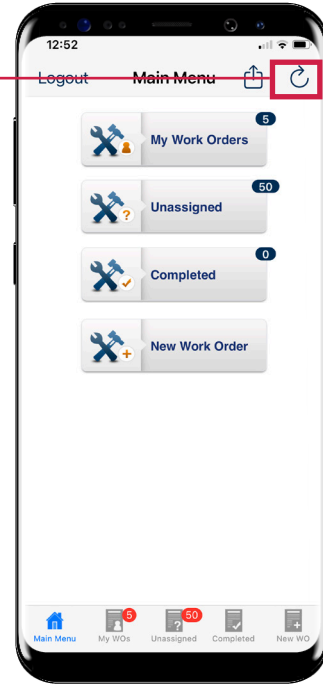 12:52
Logout Main Menu
5
My Work Orders
50
Unassigned
0
Completed
New Work Order
5 50
Main Menu My WOs Unassigned Completed New WO